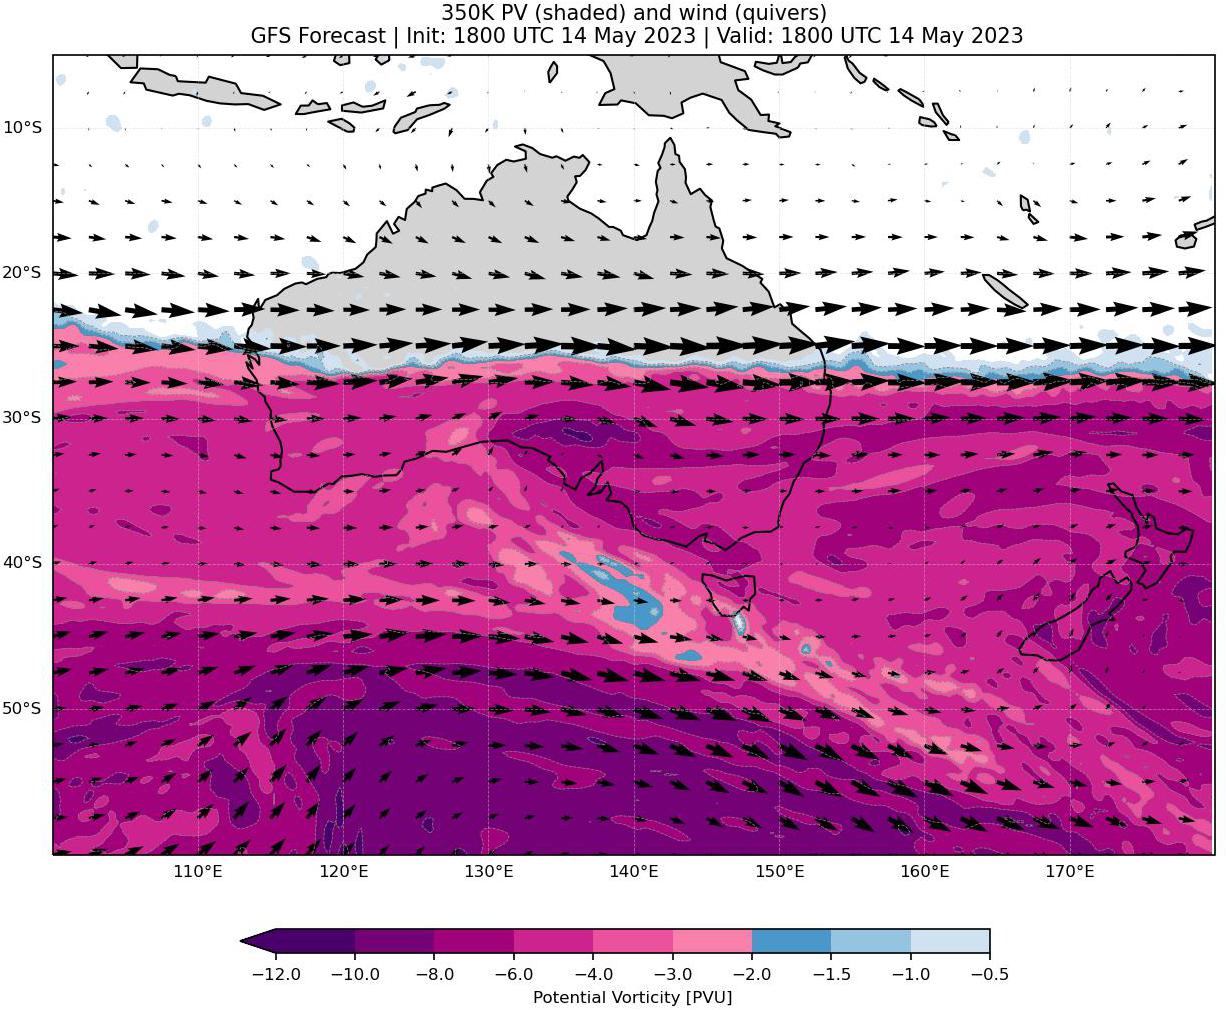 350K PV (shaded) and wind (quivers)
GFS Forecast | Init: 1800 UTC 14 May 2023 | Valid: 1800 UTC 14 May 2023
10°S
20°S
30°S
40°S
50°S
110°E 120°E 130°E 140°E 150°E 160°E 170°E
−12.0 −10.0 −8.0 −6.0 −4.0 −3.0 −2.0 −1.5 −1.0 −0.5
Potential Vorticity [PVU]